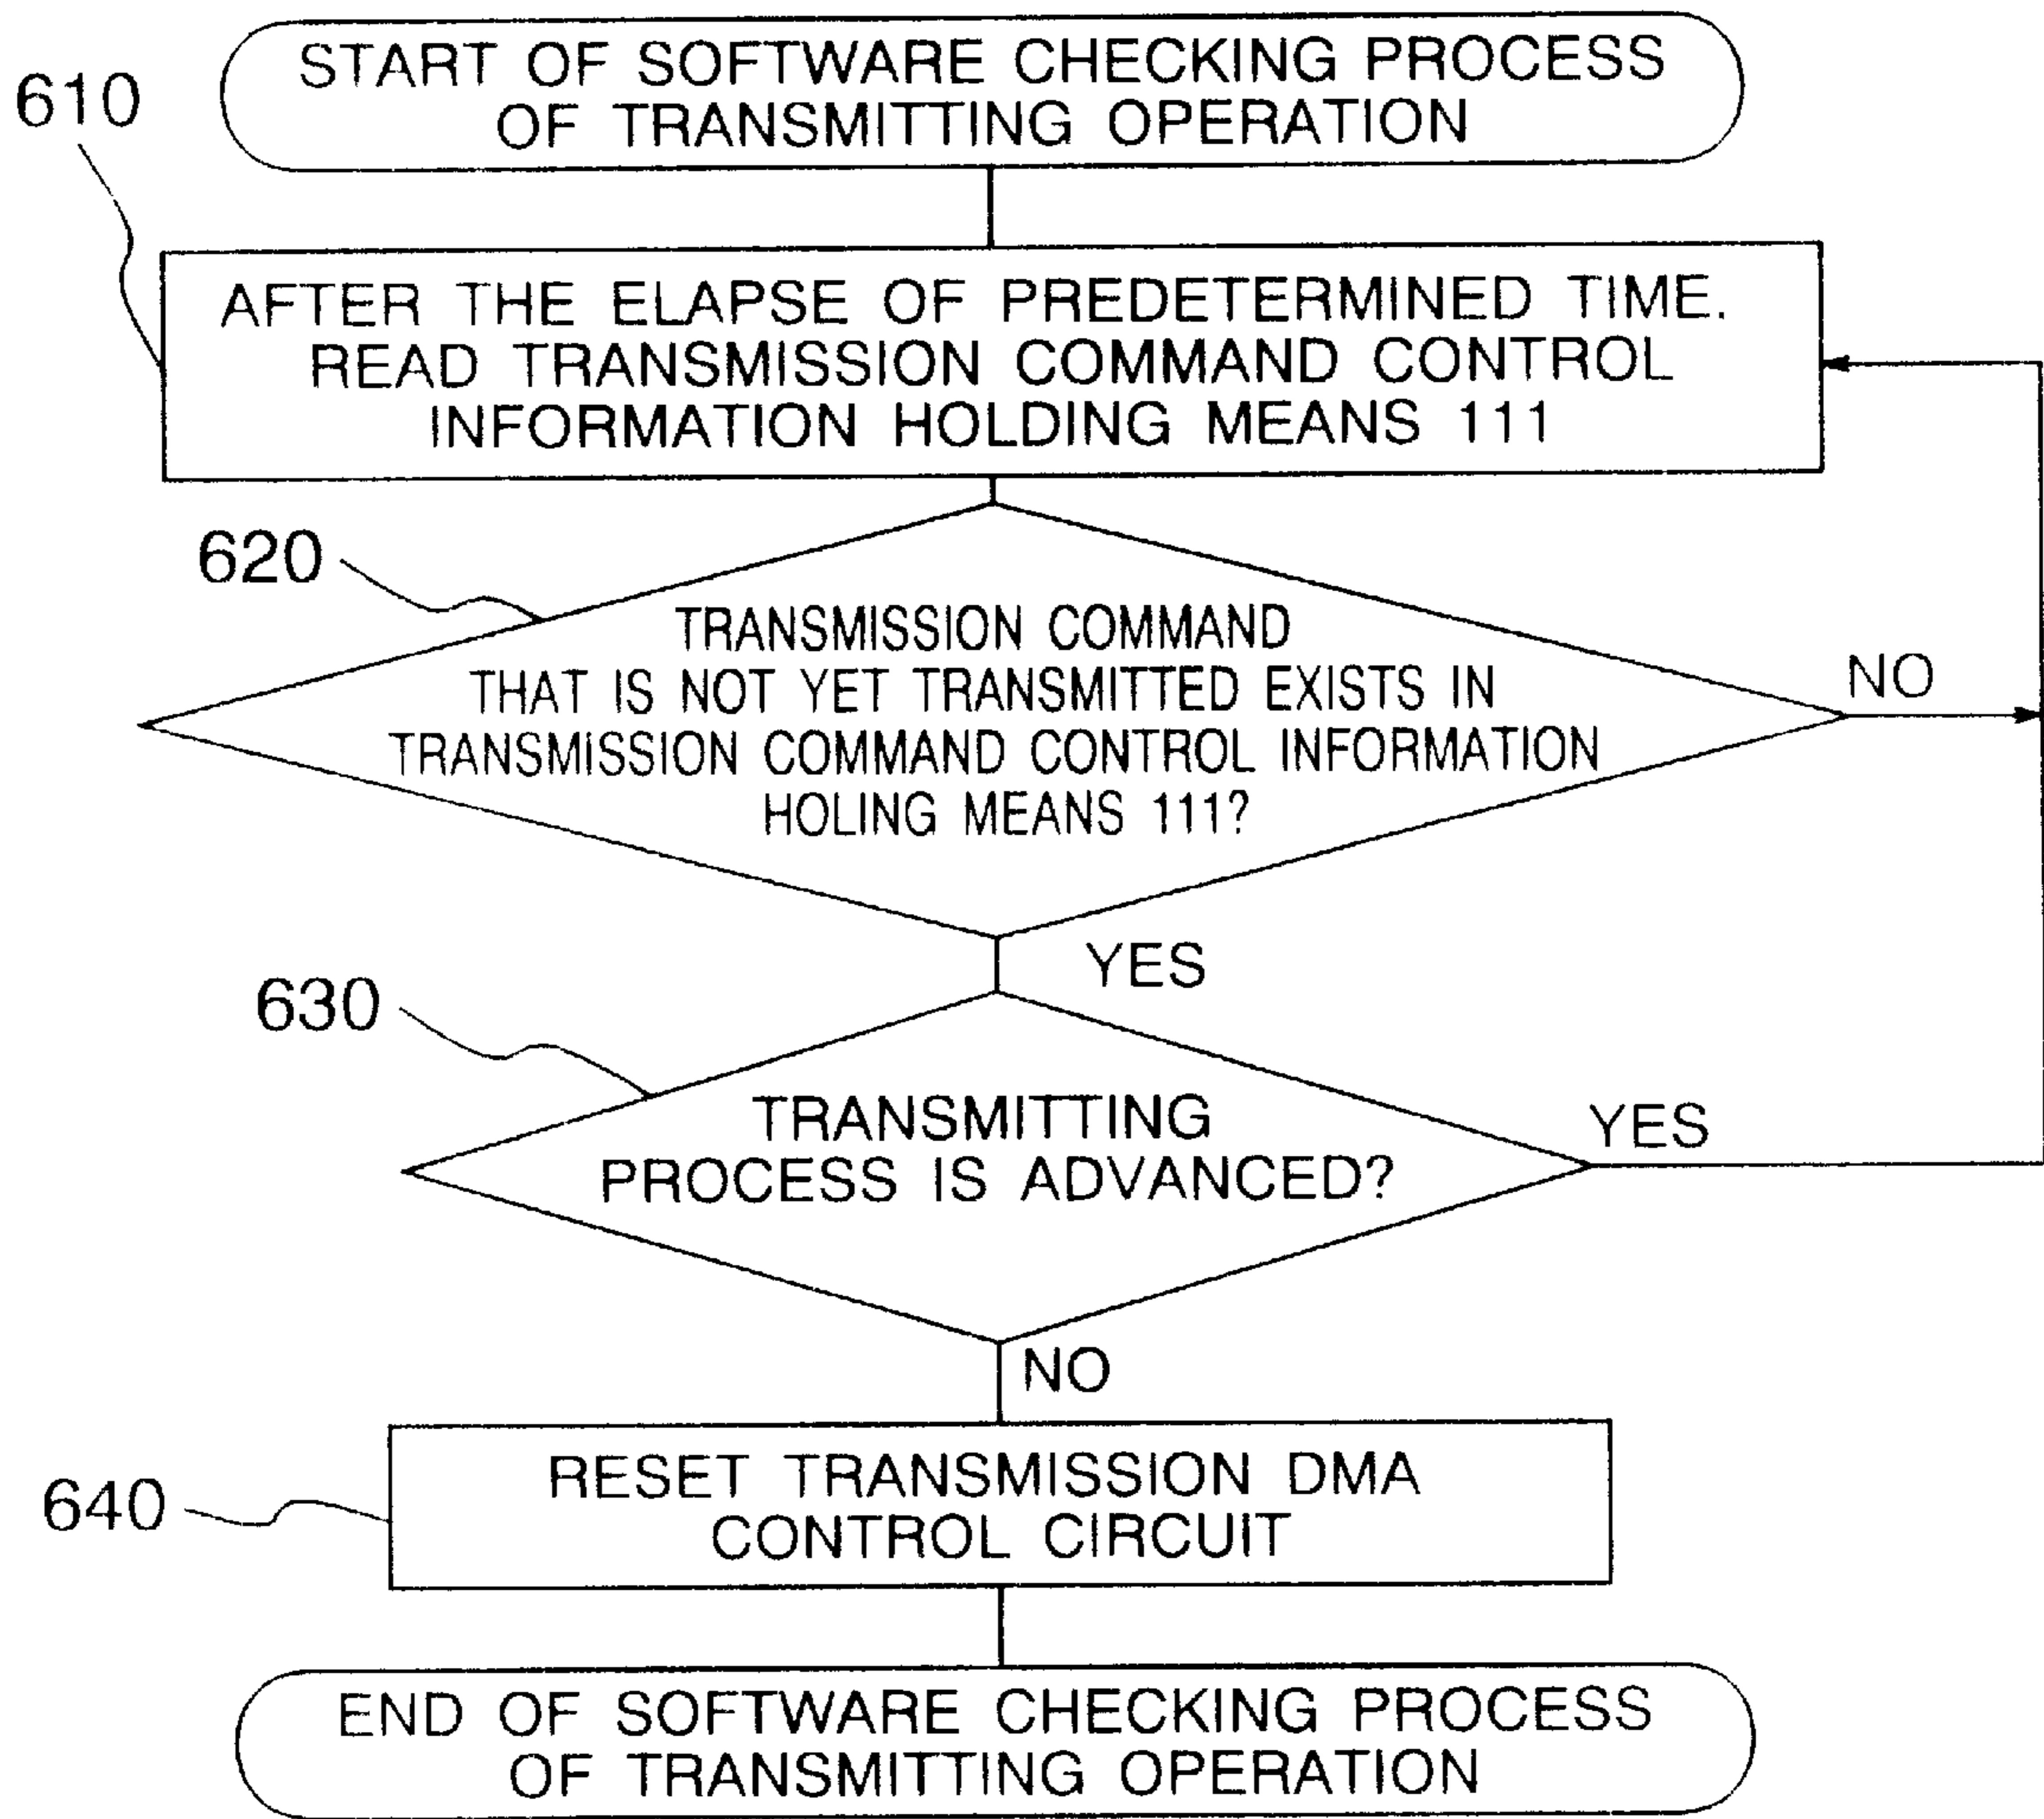 START OF SOFTWARE CHECKING PROCESS
OF TRANSMITTING OPERATION
610
AFTER THE ELAPSE OF PREDETERMINED TIME.
READ TRANSMISSION COMMAND CONTROL
INFORMATION HOLDING MEANS 111
620
TRANSMISSION COMMAND
THAT IS NOT YET TRANSMITTED EXISTS IN
TRANSMISSION COMMAND CONTROL INFORMATION
HOLING MEANS 111?
NO
YES
630
TRANSMITTING
PROCESS IS ADVANCED?
YES
NO
640
RESET TRANSMISSION DMA
CONTROL CIRCUIT
END OF SOFTWARE CHECKING PROCESS
OF TRANSMITTING OPERATION